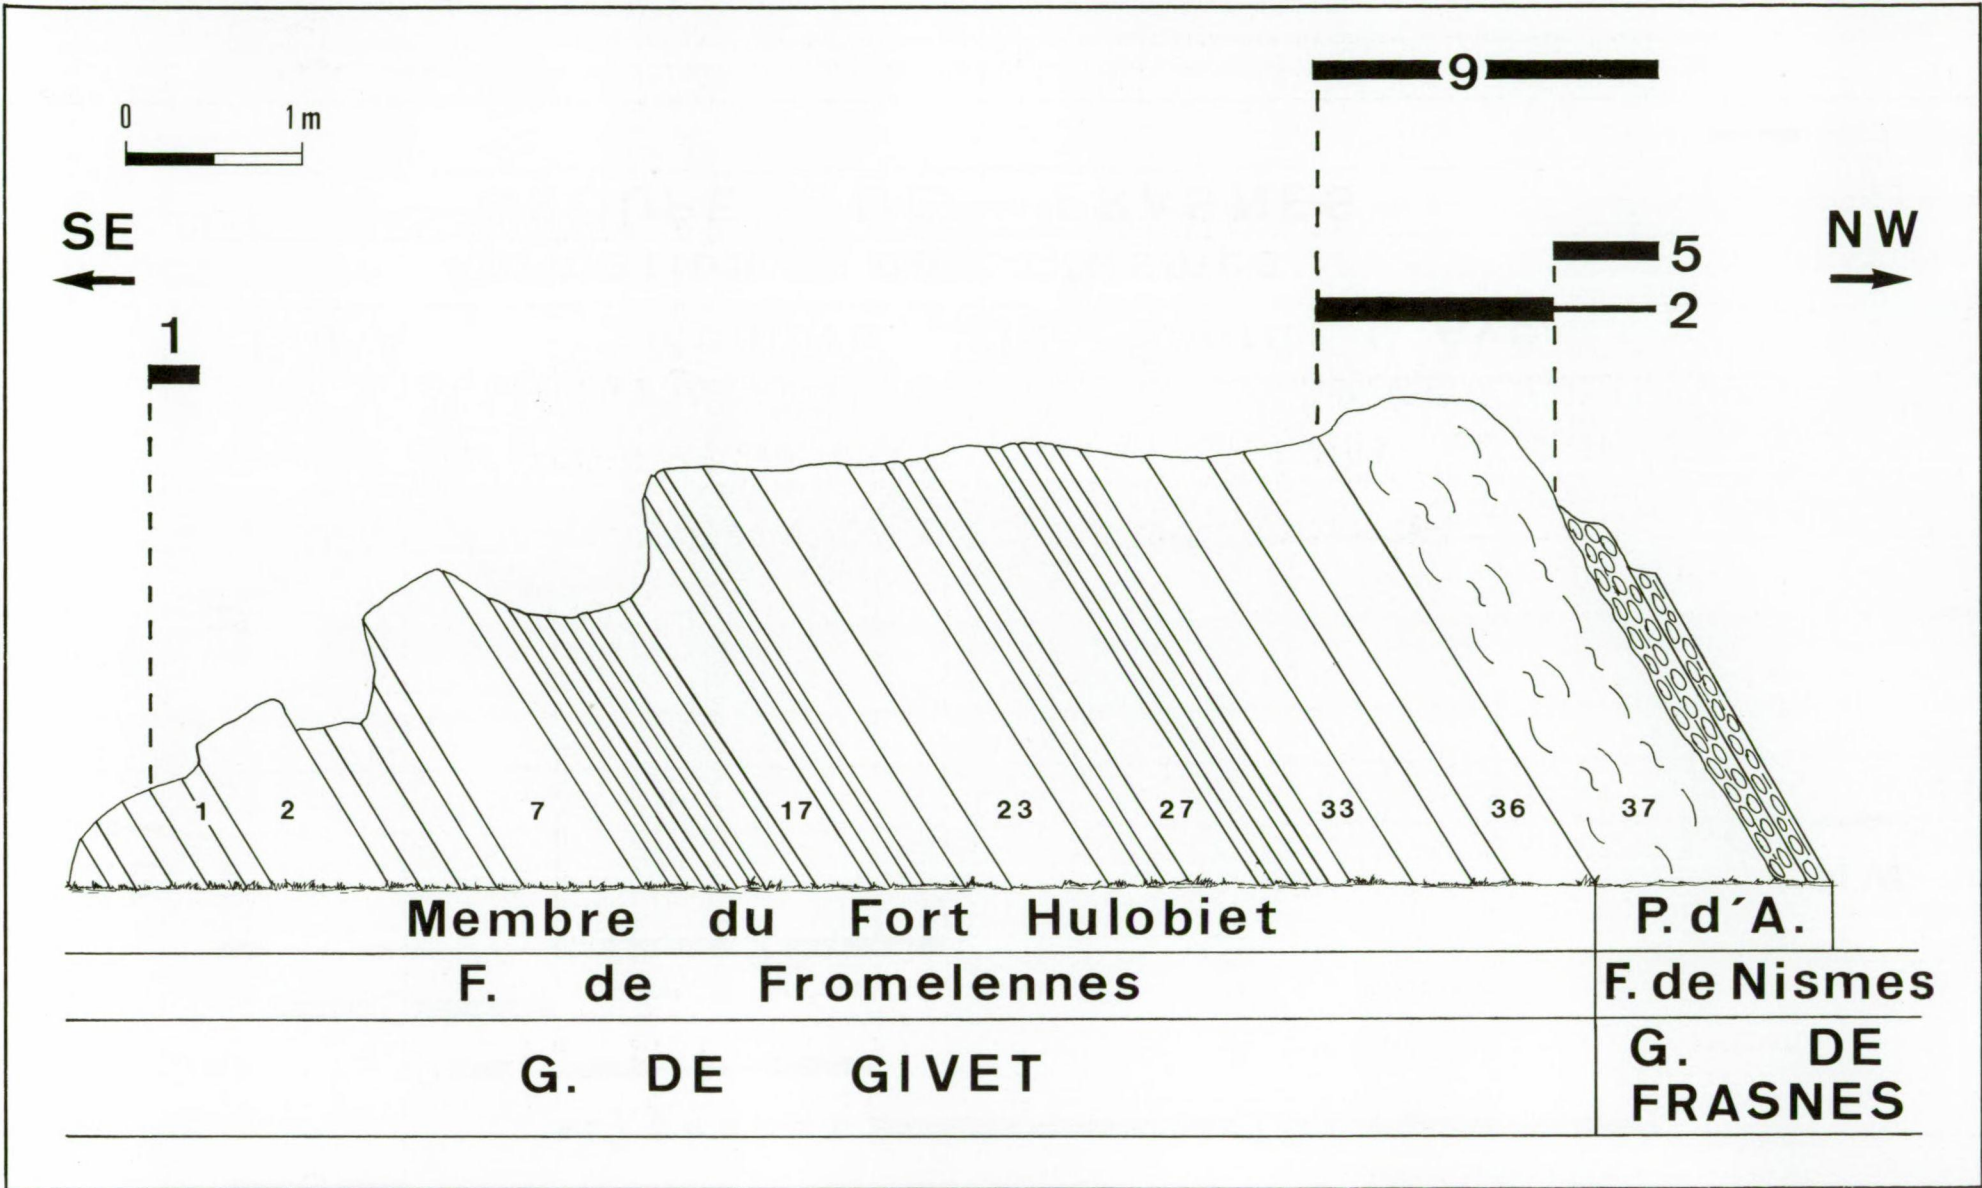 9
0 1m
SE
NW
5
2
1
1 2 7 17 23 27 33 36 37
Membre du Fort Hulobiet
P. d´A.
F. de Fromelennes
F. de Nismes
G. DE GIVET
G. DE
FRASNES